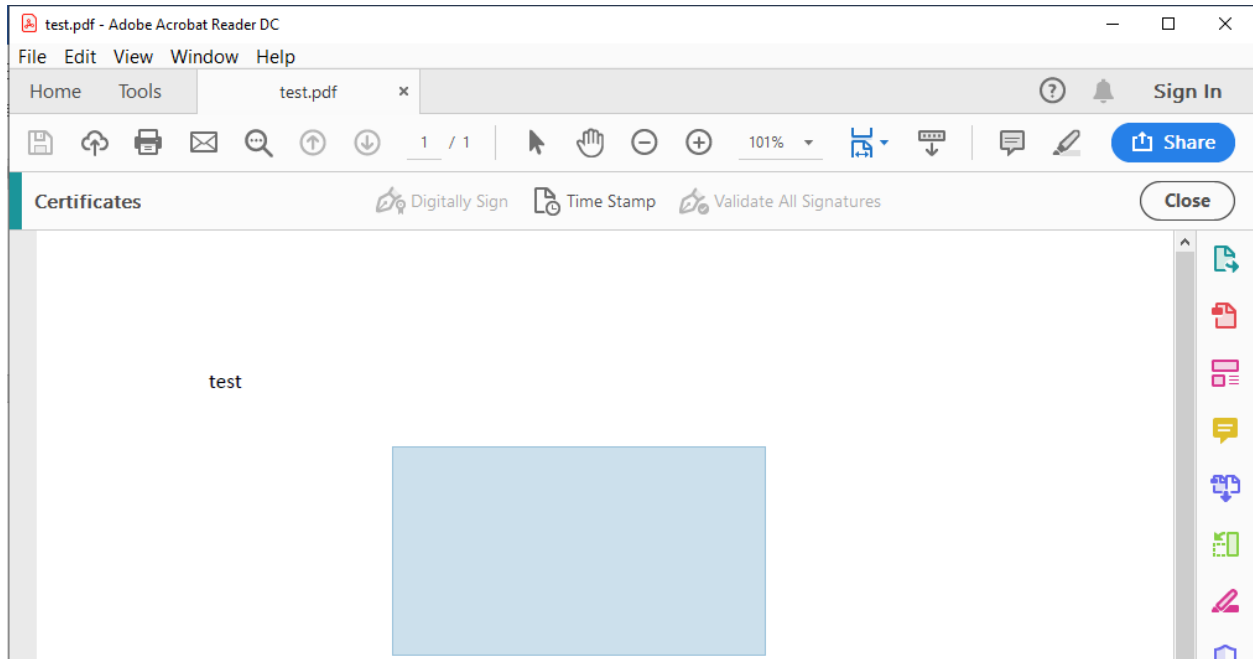 test.pdf - Adobe Acrobat Reader DC
File Edit View Window Help
Home Tools test.pdf × Sign In
1 / 1 101% Share
Certificates Digitally Sign Time Stamp Validate All Signatures Close
test